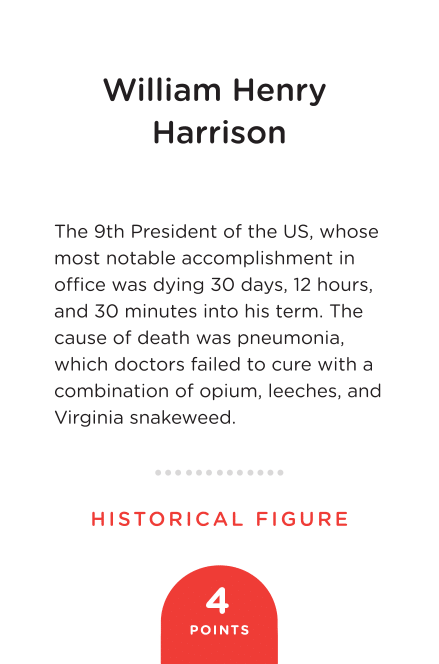 William Henry
Harrison
The 9th President of the US, whose
most notable accomplishment in
office was dying 30 days, 12 hours,
and 30 minutes into his term. The
cause of death was pneumonia,
which doctors failed to cure with a
combination of opium, leeches, and
Virginia snakeweed.
HISTORICAL FIGURE
4
POINTS